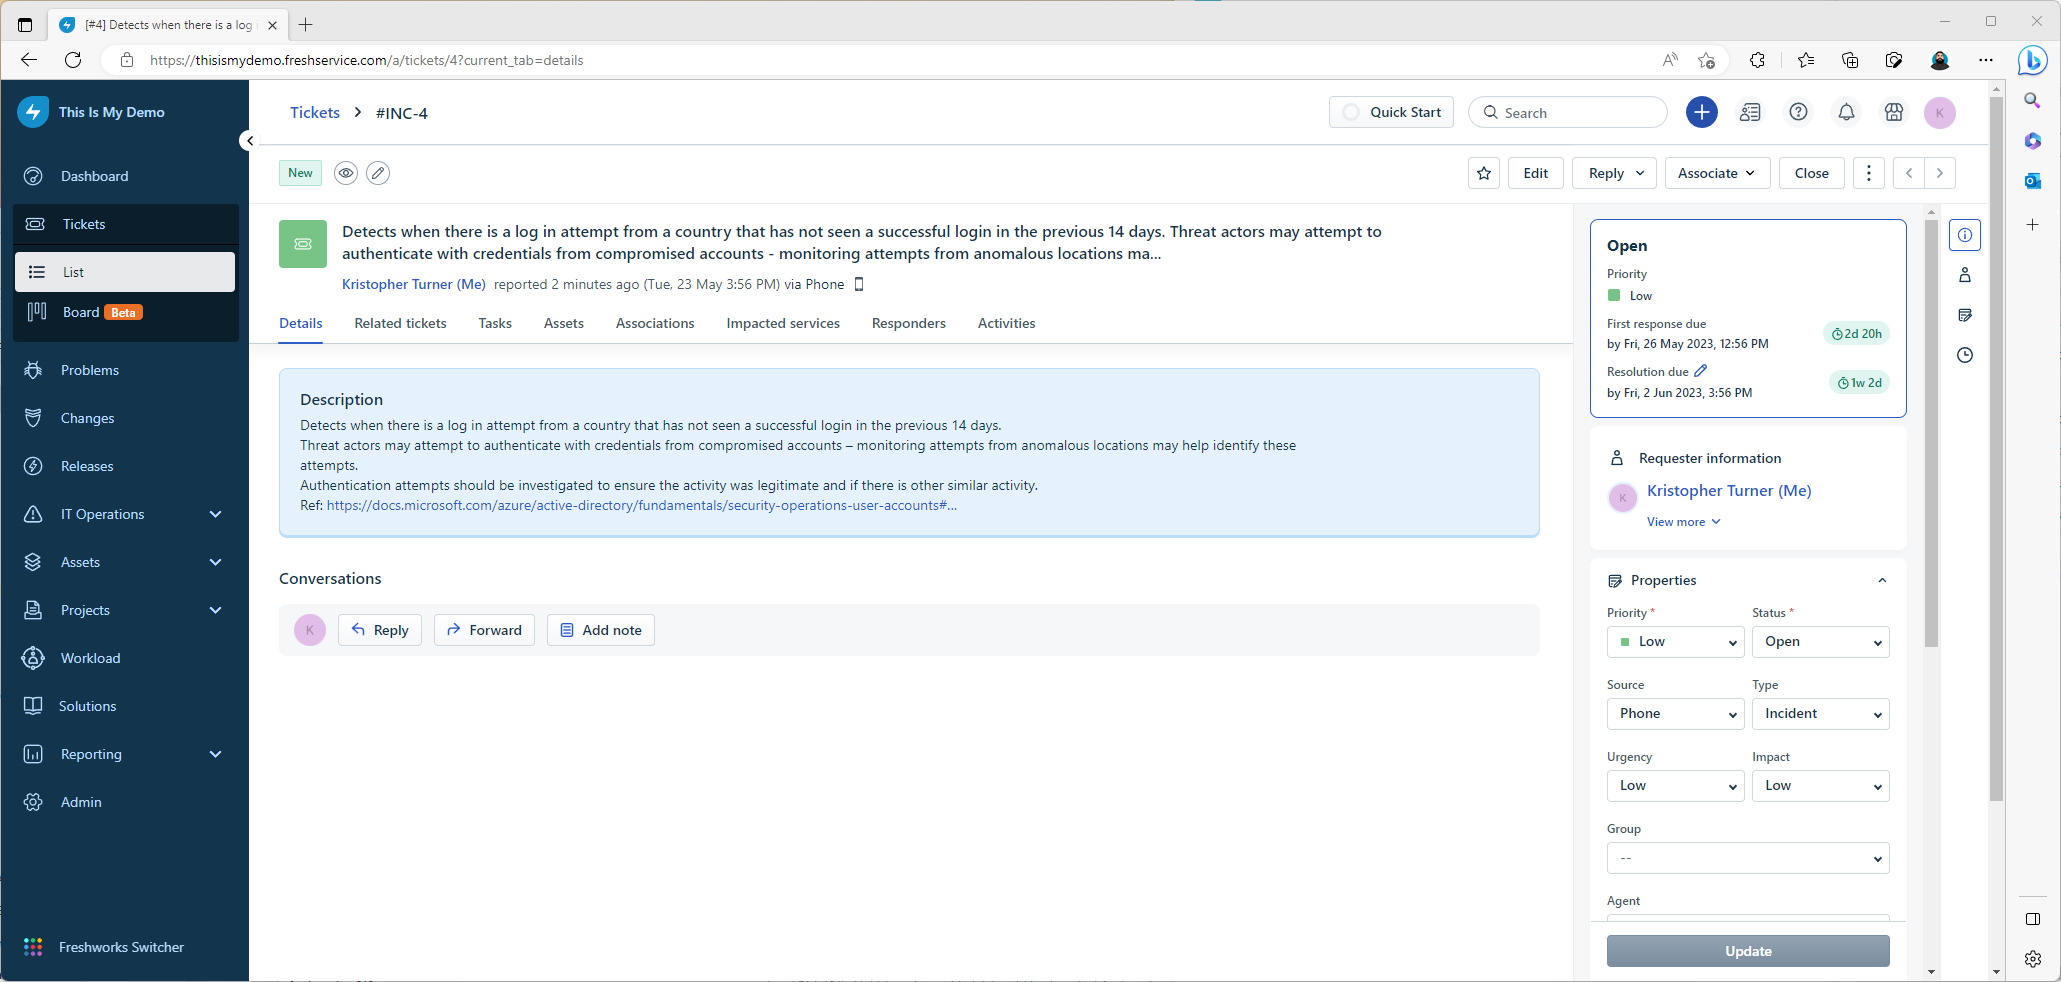 [#4] Detects when there is a log
https://thisismydemo.freshservice.com/a/tickets/4?current_tab=details
This Is My Demo
Tickets > #INC-4
Quick Start
Search
K
Dashboard
Tickets
List
Board Beta
Problems
Changes
Releases
IT Operations
Assets
Projects
Workload
Solutions
Reporting
Admin
Freshworks Switcher
New
Edit
Reply
Associate
Close
Detects when there is a log in attempt from a country that has not seen a successful login in the previous 14 days. Threat actors may attempt to
authenticate with credentials from compromised accounts - monitoring attempts from anomalous locations ma...
Kristopher Turner (Me) reported 2 minutes ago (Tue, 23 May 3:56 PM) via Phone
Details
Related tickets
Tasks
Assets
Associations
Impacted services
Responders
Activities
Description
Detects when there is a log in attempt from a country that has not seen a successful login in the previous 14 days.
Threat actors may attempt to authenticate with credentials from compromised accounts – monitoring attempts from anomalous locations may help identify these
attempts.
Authentication attempts should be investigated to ensure the activity was legitimate and if there is other similar activity.
Ref: https://docs.microsoft.com/azure/active-directory/fundamentals/security-operations-user-accounts#...
Conversations
K
Reply
Forward
Add note
Open
Priority
Low
First response due
by Fri, 26 May 2023, 12:56 PM
2d 20h
Resolution due
by Fri, 2 Jun 2023, 3:56 PM
1w 2d
Requester information
K
Kristopher Turner (Me)
View more
Properties
Priority * Status *
Low Open
Source Type
Phone Incident
Urgency Impact
Low Low
Group
--
Agent
Update